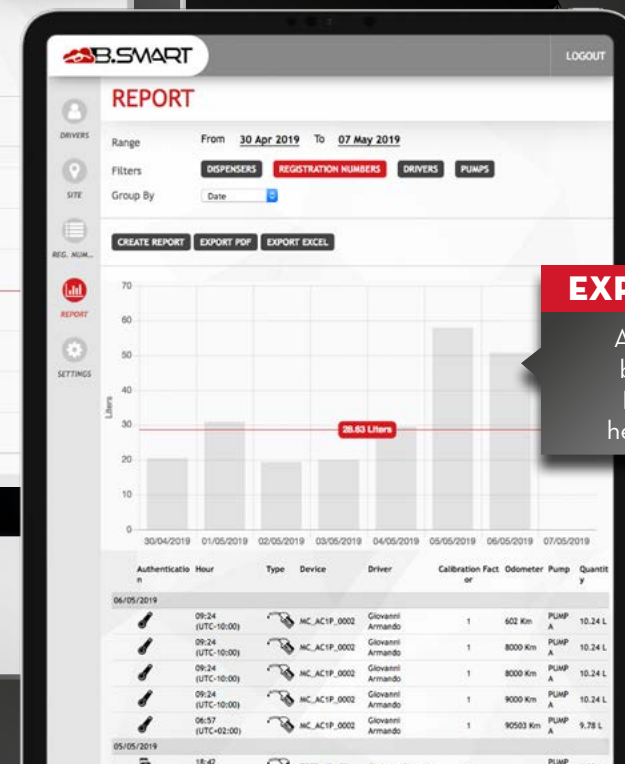 B.SMART
LOGOUT
REPORT
DRIVERS
SITE
REG. NUM...
REPORT
SETTINGS
Range From 30 Apr 2019 To 07 May 2019
Filters DISPENSERS REGISTRATION NUMBERS DRIVERS PUMPS
Group By Date
CREATE REPORT EXPORT PDF EXPORT EXCEL
70
60
50
40
30
20
10
0
Liters
28.63 Liters
30/04/2019 01/05/2019 02/05/2019 03/05/2019 04/05/2019 05/05/2019 06/05/2019 07/05/2019
Authenticatio Hour Type Device Driver Calibration Fact Odometer Pump Quantit
n or y
06/05/2019
09:24 MC_AC1P_0002 Giovanni 1 602 Km PUMP 10.24 L
(UTC-10:00) Armando A
09:24 MC_AC1P_0002 Giovanni 1 8000 Km PUMP 10.24 L
(UTC-10:00) Armando A
09:24 MC_AC1P_0002 Giovanni 1 8000 Km PUMP 10.24 L
(UTC-10:00) Armando A
09:24 MC_AC1P_0002 Giovanni 1 9000 Km PUMP 10.24 L
(UTC-10:00) Armando A
06:57 MC_AC1P_0002 Giovanni 1 90503 Km PUMP 9.78 L
(UTC+02:00) Armando A
05/05/2019
18:42 PUMP
EXP
A
b
he